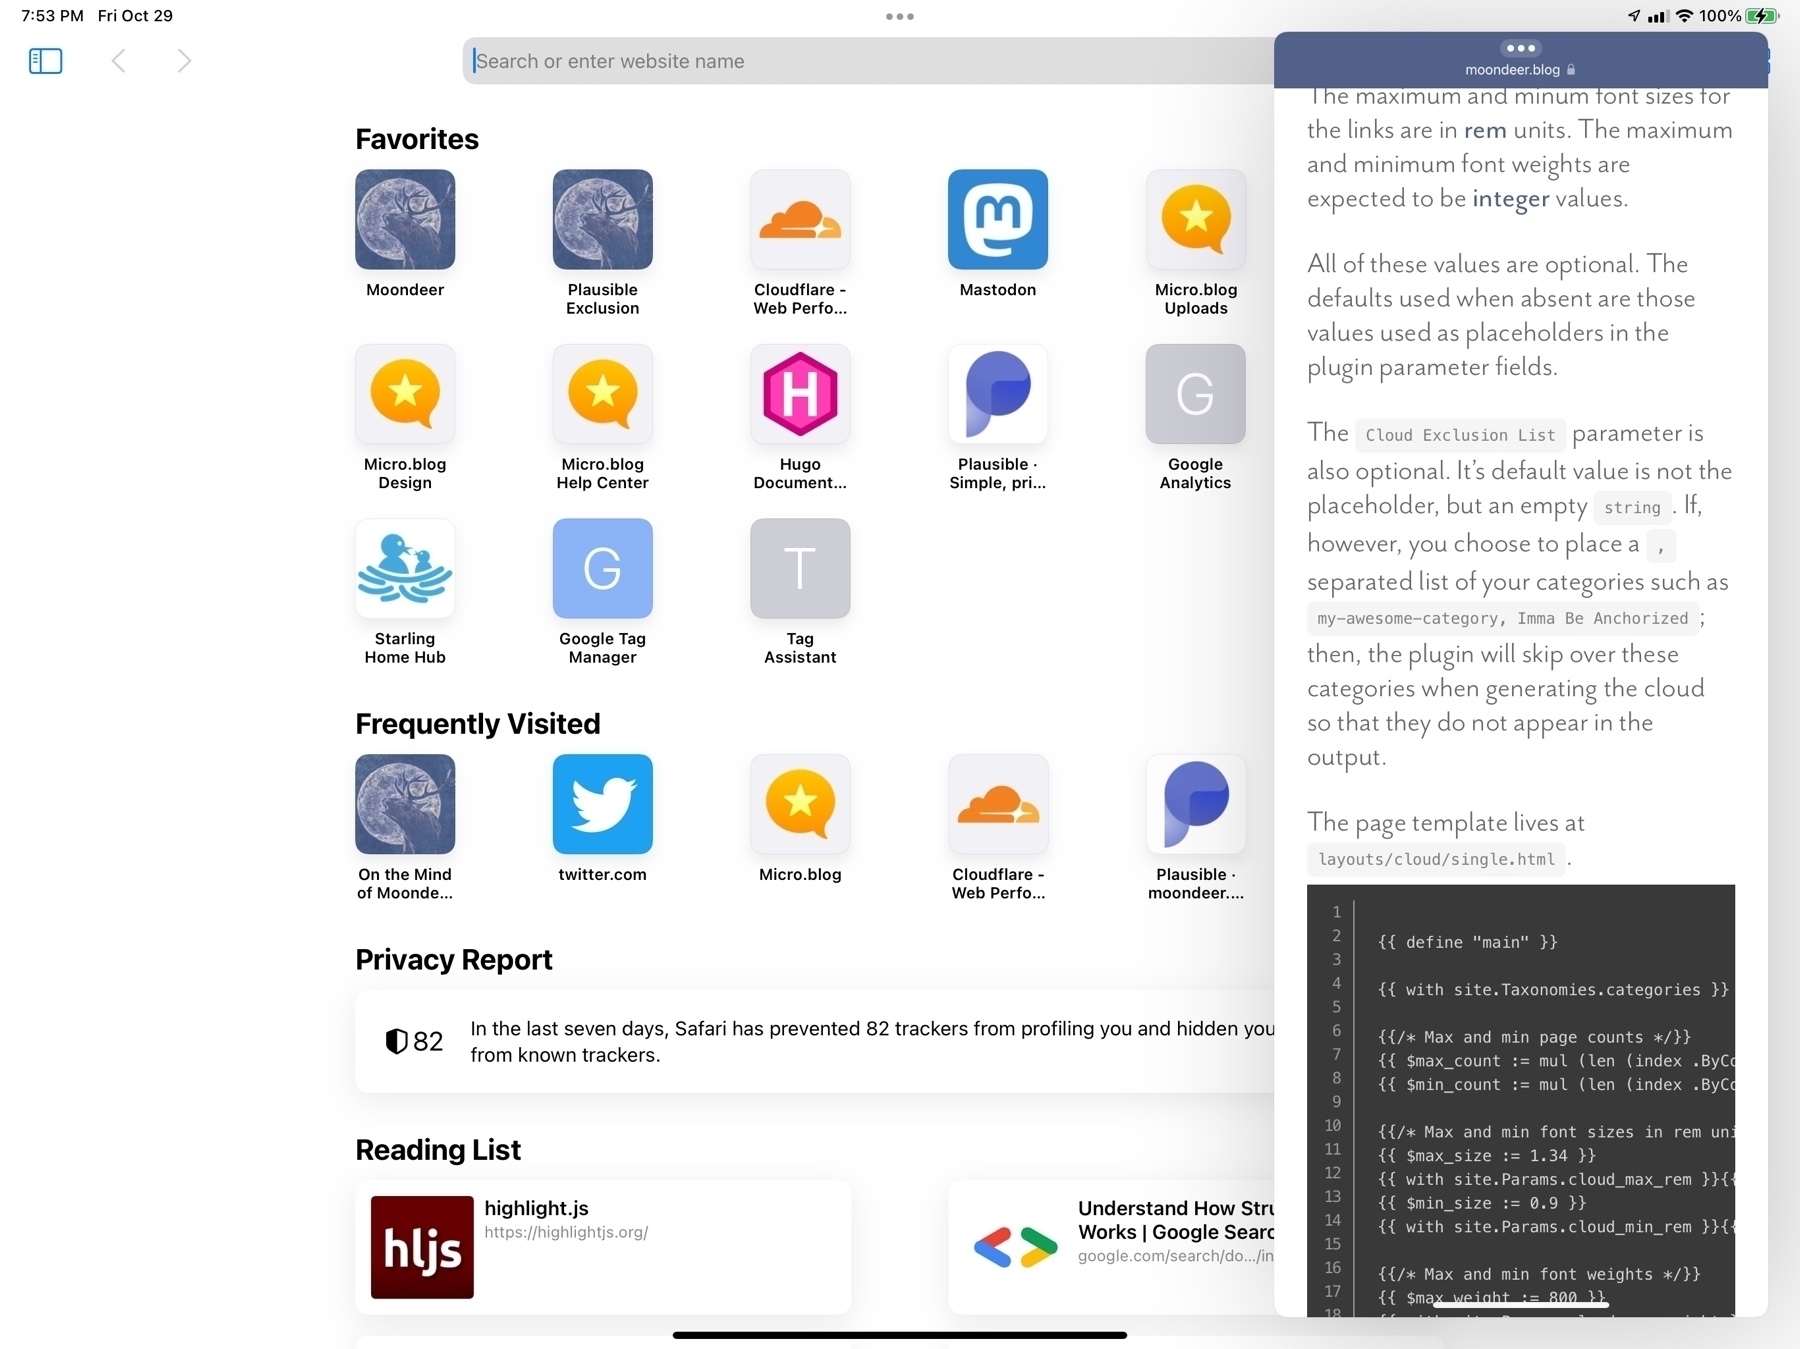 7:53 PM Fri Oct 29
100%
Search or enter website name
Favorites
Moondeer
Plausible
Exclusion
Cloudflare -
Web Perfo...
Mastodon
Micro.blog
Uploads
Micro.blog
Design
Micro.blog
Help Center
H
Hugo
Document...
Plausible ·
Simple, pri...
G
Google
Analytics
Starling
Home Hub
G
Google Tag
Manager
T
Tag
Assistant
Frequently Visited
On the Mind
of Moonde...
twitter.com
Micro.blog
Cloudflare -
Web Perfo...
Plausible ·
moondeer....
Privacy Report
82
In the last seven days, Safari has prevented 82 trackers from profiling you and hidden you
from known trackers.
Reading List
hljs
highlight.js
https://highlightjs.org/
Understand How Stru
Works | Google Searc
google.com/search/do.../in
moondeer.blog
The maximum and minum font sizes for
the links are in rem units. The maximum
and minimum font weights are
expected to be integer values.
All of these values are optional. The
defaults used when absent are those
values used as placeholders in the
plugin parameter fields.
The Cloud Exclusion List parameter is
also optional. It's default value is not the
placeholder, but an empty string . If,
however, you choose to place a ,
separated list of your categories such as
my-awesome-category, Imma Be Anchorized ;
then, the plugin will skip over these
categories when generating the cloud
so that they do not appear in the
output.
The page template lives at
layouts/cloud/single.html .
1
2 {{ define "main" }}
3
4 {{ with site.Taxonomies.categories }}
5
6 {{/* Max and min page counts */}}
7 {{ $max_count := mul (len (index .ByCo
8 {{ $min_count := mul (len (index .ByCo
9
10 {{/* Max and min font sizes in rem uni
11 {{ $max_size := 1.34 }}
12 {{ with site.Params.cloud_max_rem }}{{
13 {{ $min_size := 0.9 }}
14 {{ with site.Params.cloud_min_rem }}{{
15
16 {{/* Max and min font weights */}}
17 {{ $max_weight := 800 }}
18